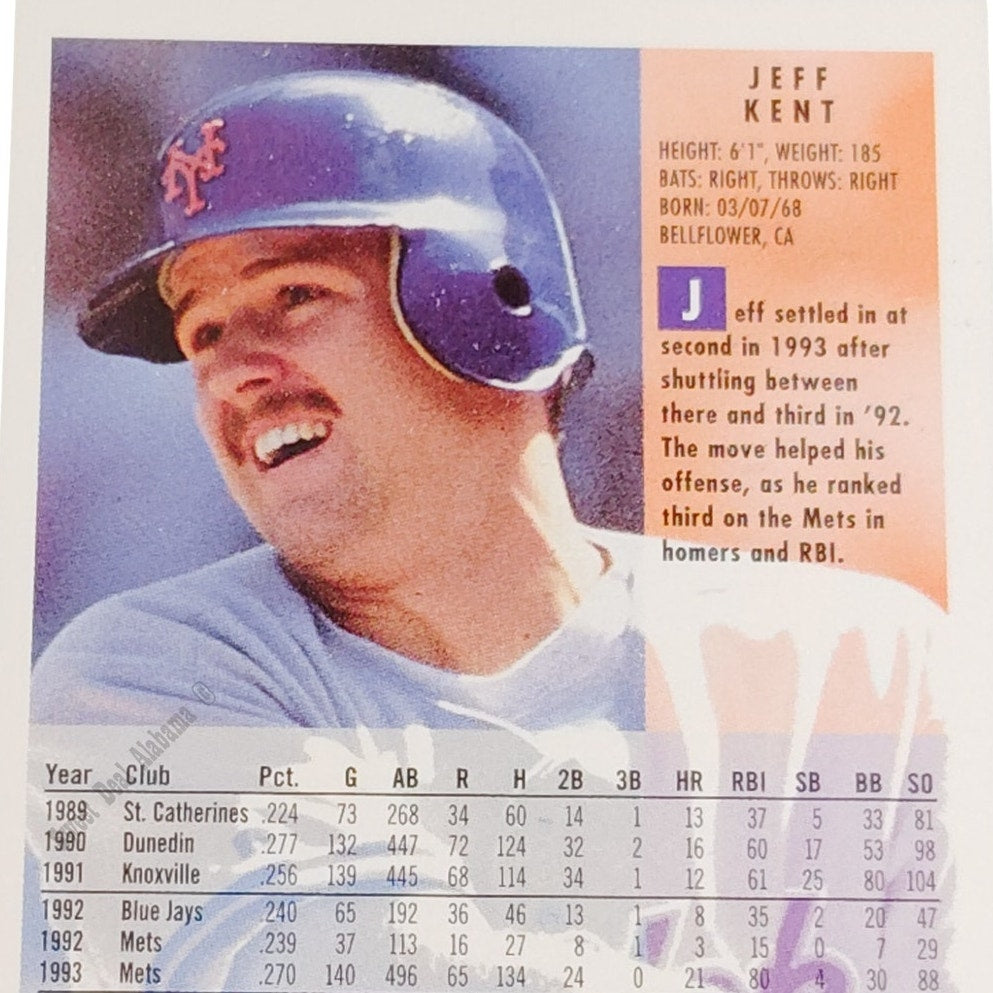 JEFF
KENT
HEIGHT: 6'1", WEIGHT: 185
BATS: RIGHT, THROWS: RIGHT
BORN: 03/07/68
BELLFLOWER, CA
Jeff settled in at
second in 1993 after
shuttling between
there and third in '92.
The move helped his
offense, as he ranked
third on the Mets in
homers and RBI.
NY
Deal Alabama ©
Year Club Pct. G AB R H 2B 3B HR RBI SB BB SO
1989 St. Catherines .224 73 268 34 60 14 1 13 37 5 33 81
1990 Dunedin .277 132 447 72 124 32 2 16 60 17 53 98
1991 Knoxville .256 139 445 68 114 34 1 12 61 25 80 104
1992 Blue Jays .240 65 192 36 46 13 1 8 35 2 20 47
1992 Mets .239 37 113 16 27 8 1 3 15 0 7 29
1993 Mets .270 140 496 65 134 24 0 21 80 4 30 88